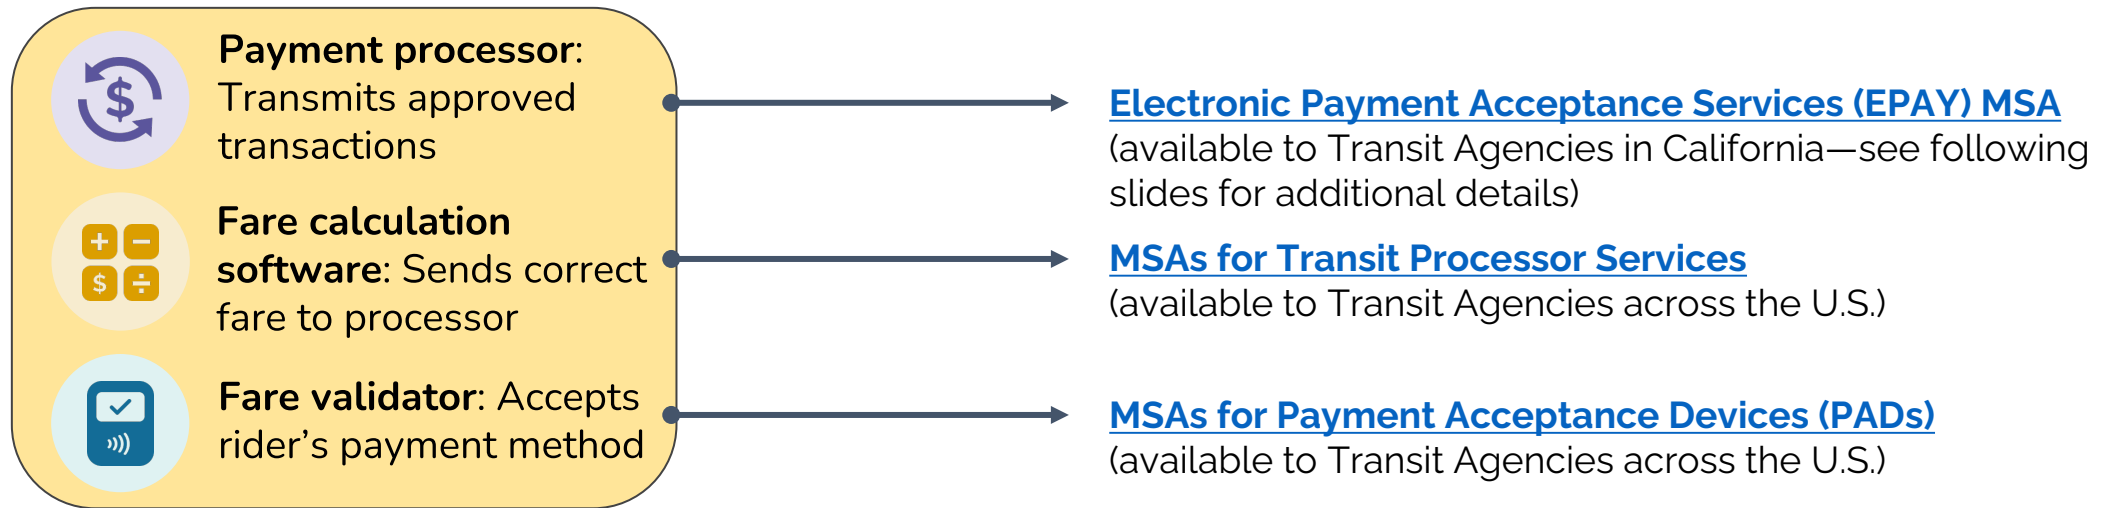 Payment processor:
Transmits approved
transactions
Electronic Payment Acceptance Services (EPAY) MSA
(available to Transit Agencies in California—see following
slides for additional details)
Fare calculation
software: Sends correct
fare to processor
MSAs for Transit Processor Services
(available to Transit Agencies across the U.S.)
Fare validator: Accepts
rider’s payment method
MSAs for Payment Acceptance Devices (PADs)
(available to Transit Agencies across the U.S.)